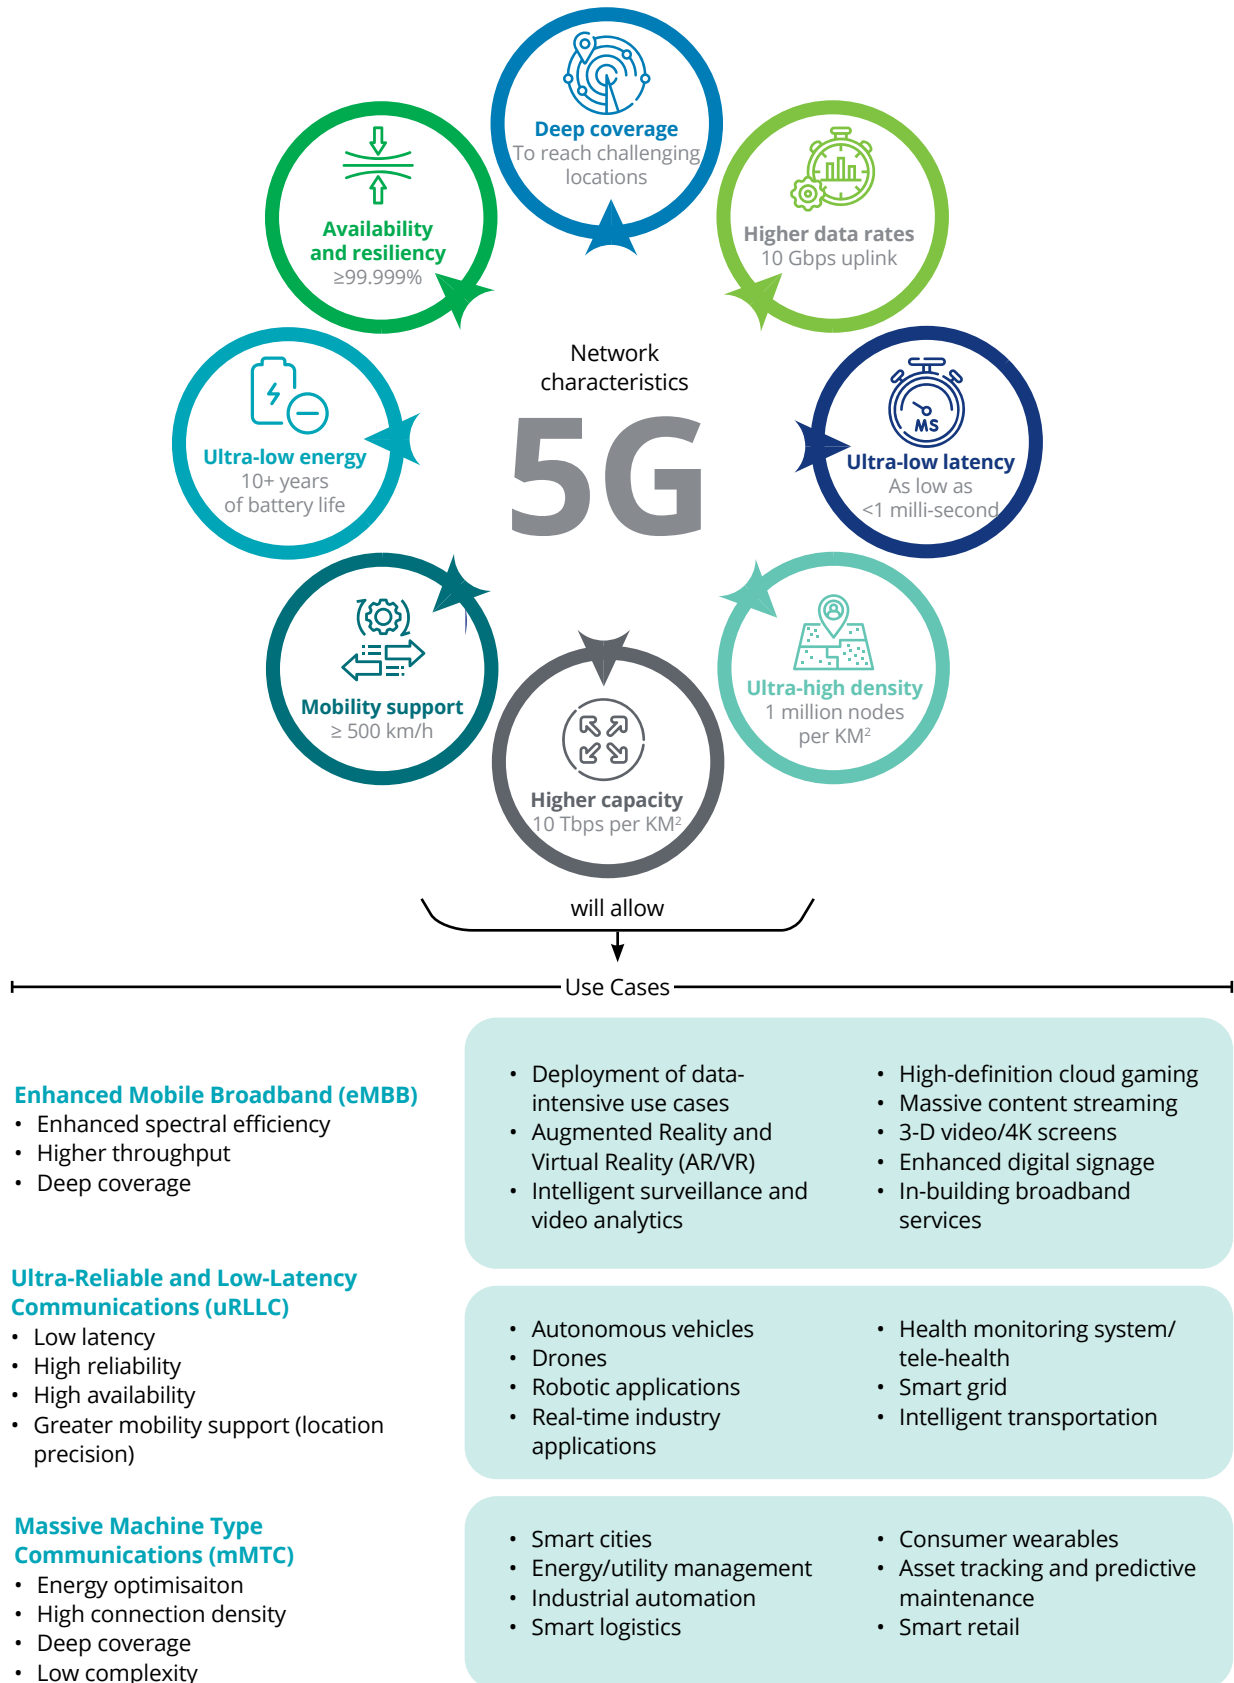 Deep coverage
To reach challenging
locations
Availability
and resiliency
≥99.999%
Higher data rates
10 Gbps uplink
Network
characteristics
5G
Ultra-low energy
10+ years
of battery life
MS
Ultra-low latency
As low as
<1 milli-second
Mobility support
≥ 500 km/h
Ultra-high density
1 million nodes
per KM²
Higher capacity
10 Tbps per KM²
will allow
Use Cases
Enhanced Mobile Broadband (eMBB)
• Enhanced spectral efficiency
• Higher throughput
• Deep coverage
• Deployment of data-
intensive use cases
• Augmented Reality and
Virtual Reality (AR/VR)
• Intelligent surveillance and
video analytics
• High-definition cloud gaming
• Massive content streaming
• 3-D video/4K screens
• Enhanced digital signage
• In-building broadband
services
Ultra-Reliable and Low-Latency
Communications (uRLLC)
• Low latency
• High reliability
• High availability
• Greater mobility support (location
precision)
• Autonomous vehicles
• Drones
• Robotic applications
• Real-time industry
applications
• Health monitoring system/
tele-health
• Smart grid
• Intelligent transportation
Massive Machine Type
Communications (mMTC)
• Energy optimisaiton
• High connection density
• Deep coverage
• Low complexity
• Smart cities
• Energy/utility management
• Industrial automation
• Smart logistics
• Consumer wearables
• Asset tracking and predictive
maintenance
• Smart retail